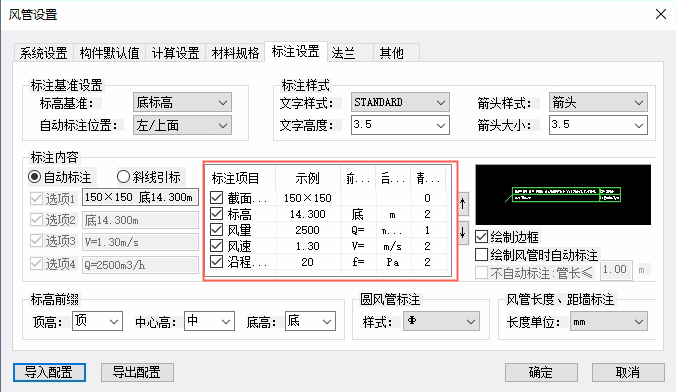 风管设置
系统设置 构件默认值 计算设置 材料规格 标注设置 法兰 其他
标注基准设置
标高基准： 底标高
自动标注位置： 左/上面
标注样式
文字样式： STANDARD 箭头样式： 箭头
文字高度： 3.5 箭头大小： 3.5
标注内容
自动标注 斜线引标
选项1 150×150 底14.300m
选项2 底14.300m
选项3 V=1.30m/s
选项4 Q=2500m3/h
标注项目 示例 前... 后... 精...
截面... 150×150 0
标高 14.300 底 m 2
风量 2500 Q= m... 1
风速 1.30 V= m/s 2
沿程... 20 f= Pa 2
↑
↓
绘制边框
绘制风管时自动标注
不自动标注:管长≤ 1.00 m
标高前缀
顶高： 顶 中心高： 中 底高： 底
圆风管标注
样式： Φ
风管长度、距墙标注
长度单位： mm
导入配置 导出配置 确定 取消